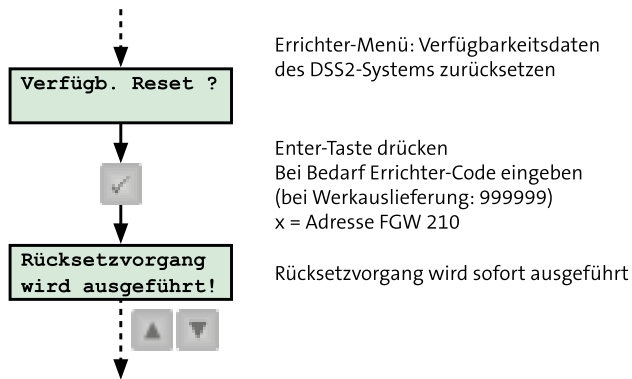 Errichter-Menü: Verfügbarkeitsdaten
des DSS2-Systems zurücksetzen
Verfügb. Reset ?
Enter-Taste drücken
Bei Bedarf Errichter-Code eingeben
(bei Werkauslieferung: 999999)
x = Adresse FGW 210
Rücksetzvorgang
wird ausgeführt!
Rücksetzvorgang wird sofort ausgeführt